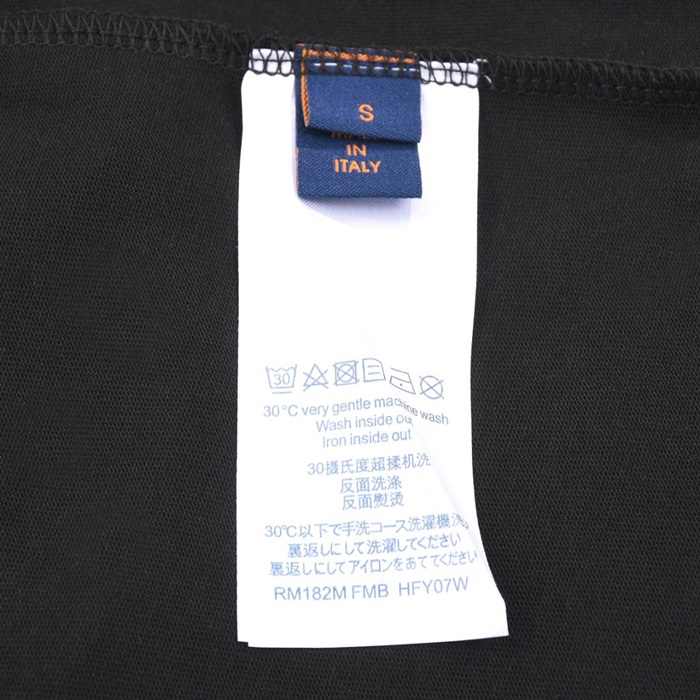 S
IN
ITALY
30
30°C very gentle machine wash
Wash inside out
Iron inside out
30摄氏度超揉机洗
反面洗涤
反面熨烫
30℃以下で手洗コース洗濯機
裏返しにして洗濯してください
裏返しにしてアイロンをあててください
RM182M FMB HFY07W